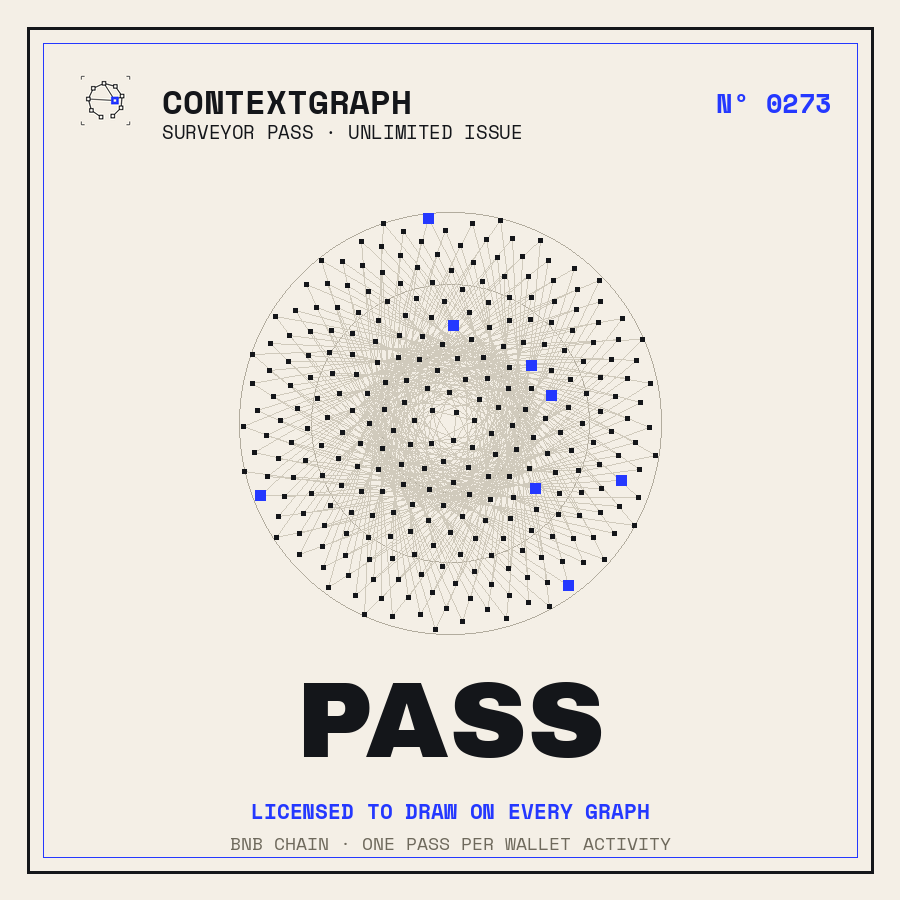 CONTEXTGRAPH
N° 0273
SURVEYOR PASS · UNLIMITED ISSUE
PASS
LICENSED TO DRAW ON EVERY GRAPH
BNB CHAIN · ONE PASS PER WALLET ACTIVITY